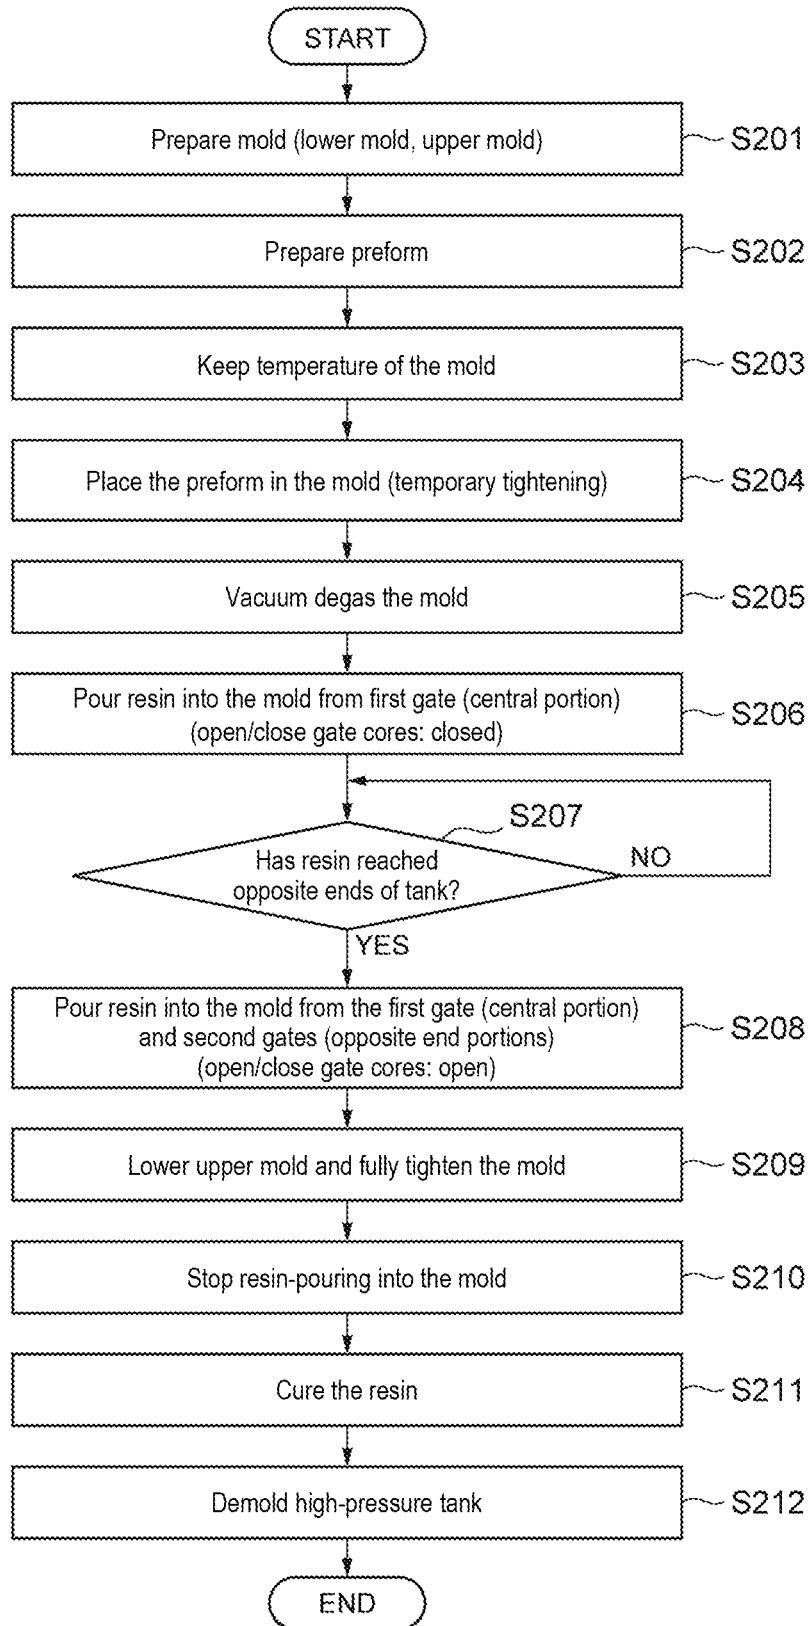 START
Prepare mold (lower mold, upper mold)
S201
Prepare preform
S202
Keep temperature of the mold
S203
Place the preform in the mold (temporary tightening)
S204
Vacuum degas the mold
S205
Pour resin into the mold from first gate (central portion)
(open/close gate cores: closed)
S206
S207
Has resin reached
opposite ends of tank?
NO
YES
Pour resin into the mold from the first gate (central portion)
and second gates (opposite end portions)
(open/close gate cores: open)
S208
Lower upper mold and fully tighten the mold
S209
Stop resin-pouring into the mold
S210
Cure the resin
S211
Demold high-pressure tank
S212
END